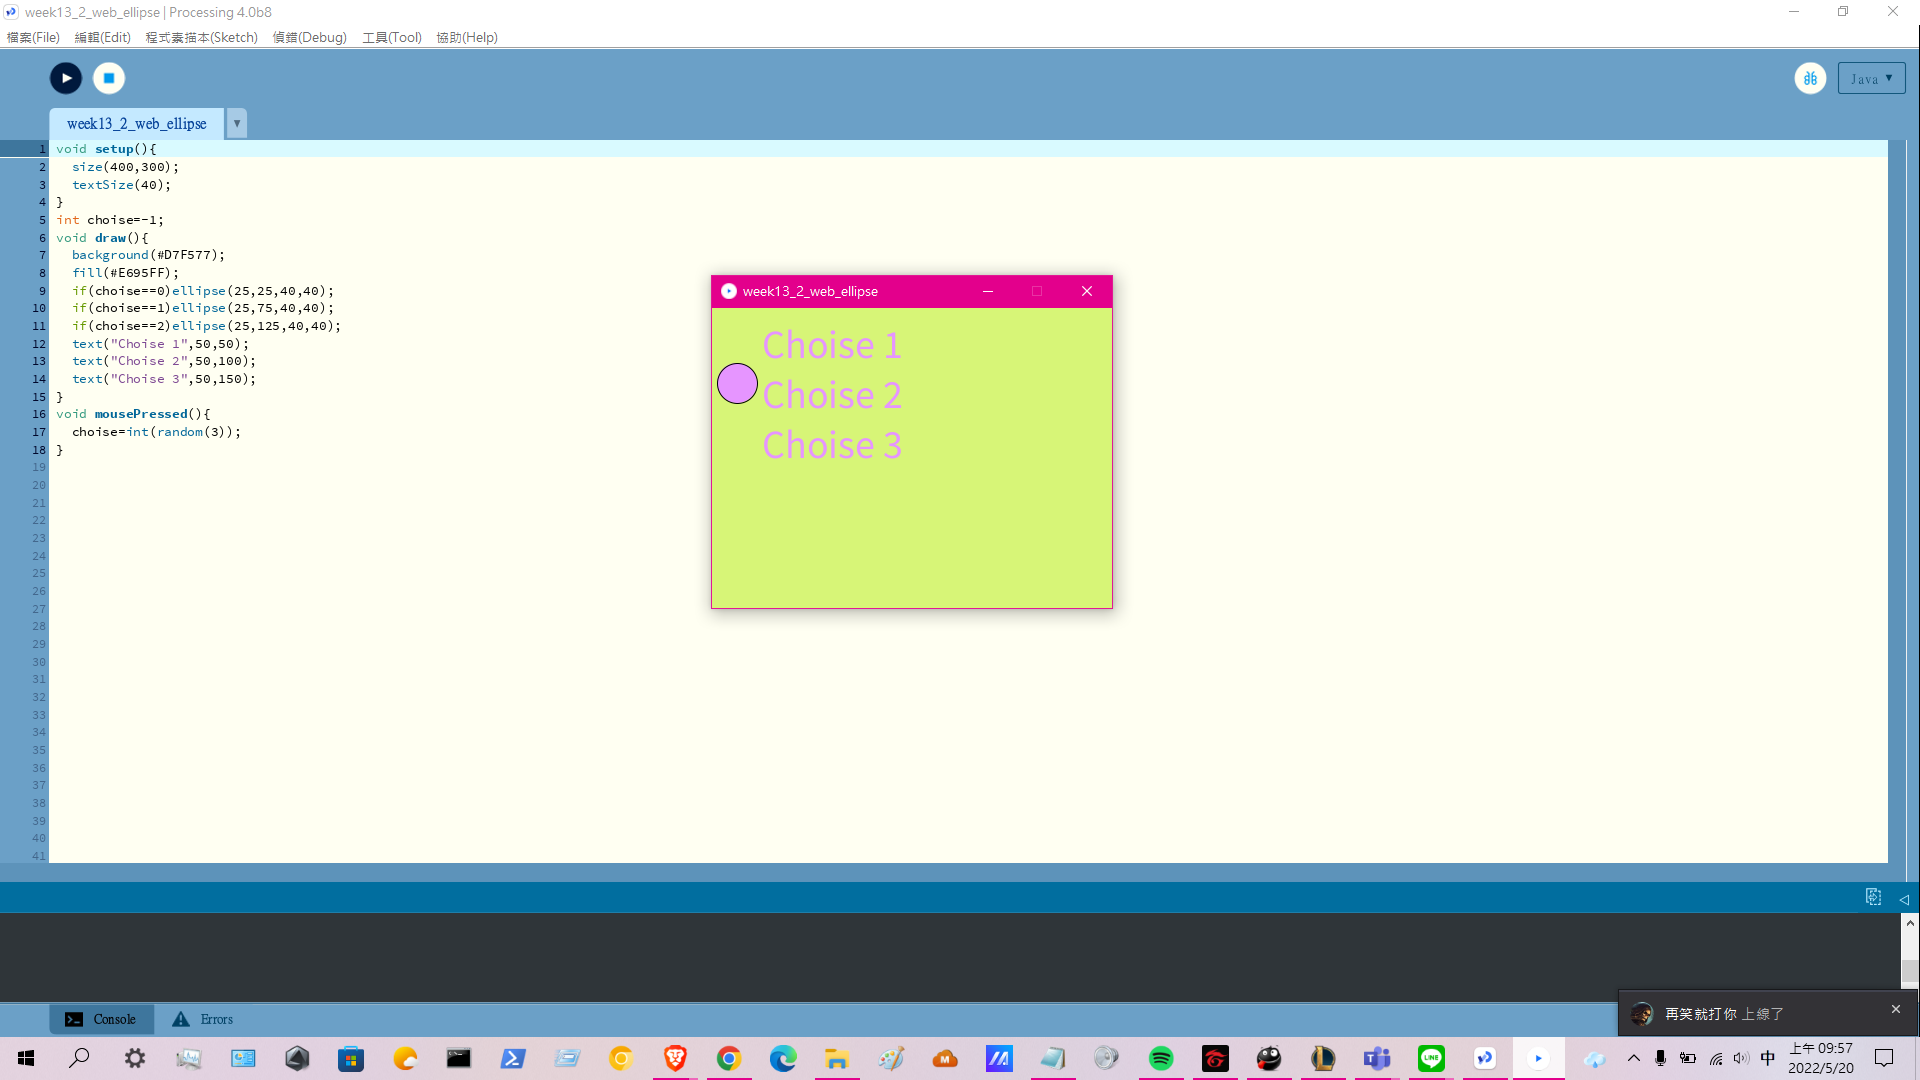 week13_2_web_ellipse | Processing 4.0b8
檔案(File) 編輯(Edit) 程式素描本(Sketch) 偵錯(Debug) 工具(Tool) 協助(Help)
Java ▼
week13_2_web_ellipse ▼
1 void setup(){
2 size(400,300);
3 textSize(40);
4 }
5 int choise=-1;
6 void draw(){
7 background(#D7F577);
8 fill(#E695FF);
9 if(choise==0)ellipse(25,25,40,40);
10 if(choise==1)ellipse(25,75,40,40);
11 if(choise==2)ellipse(25,125,40,40);
12 text("Choise 1",50,50);
13 text("Choise 2",50,100);
14 text("Choise 3",50,150);
15 }
16 void mousePressed(){
17 choise=int(random(3));
18 }
19
20
21
22
23
24
25
26
27
28
29
30
31
32
33
34
35
36
37
38
39
40
41
week13_2_web_ellipse
Choise 1
Choise 2
Choise 3
Console Errors
再笑就打你 上線了
LINE
中
上午 09:57
2022/5/20